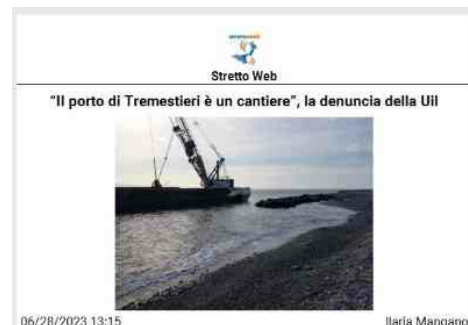 Stretto Web
"Il porto di Tremestieri è un cantiere", la denuncia della Uil
06/28/2023 13:15
Ilaria Mangano